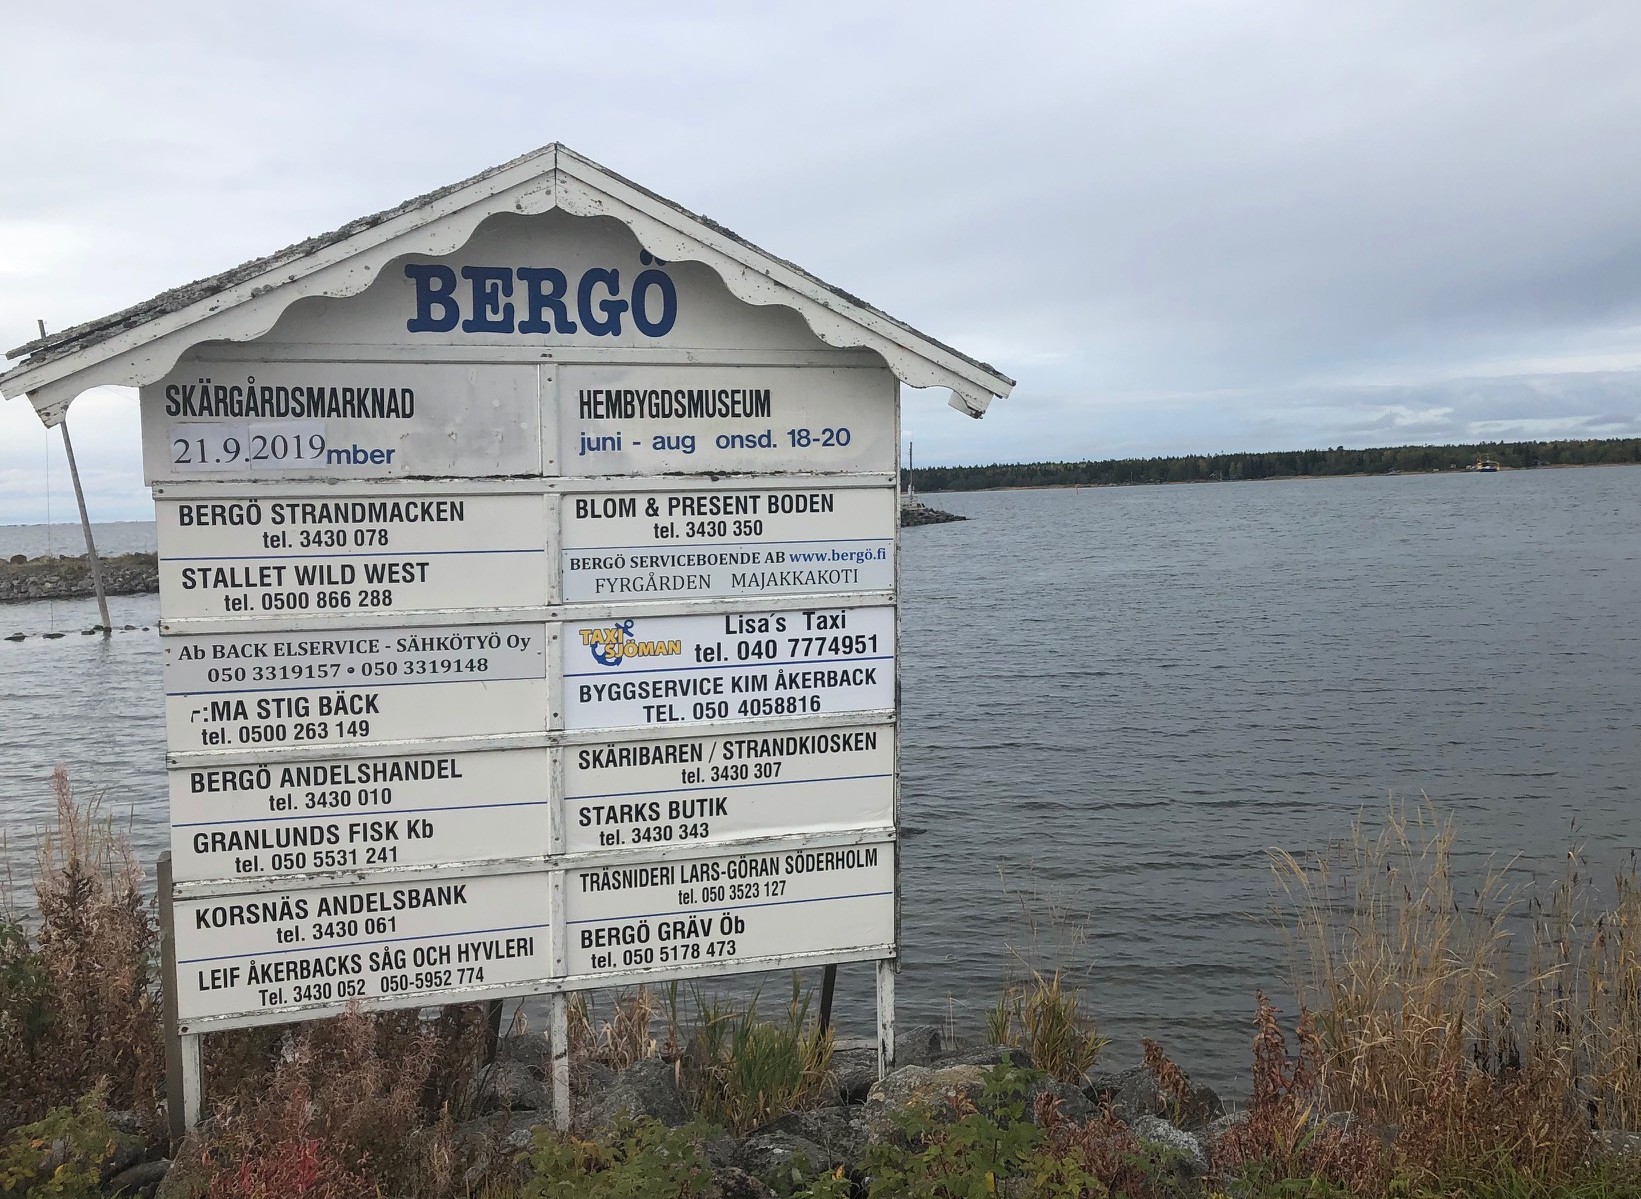 BERGÖ
SKÄRGÅRDSMARKNAD
21.9.2019mber
HEMBYGDSMUSEUM
juni - aug onsd. 18-20
BERGÖ STRANDMACKEN
tel. 3430 078
STALLET WILD WEST
tel. 0500 866 288
Ab BACK ELSERVICE - SÄHKÖTYÖ Oy
050 3319157 • 050 3319148
:MA STIG BÄCK
tel. 0500 263 149
BERGÖ ANDELSHANDEL
tel. 3430 010
GRANLUNDS FISK Kb
tel. 050 5531 241
KORSNÄS ANDELSBANK
tel. 3430 061
LEIF ÅKERBACKS SÅG OCH HYVLERI
Tel. 3430 052 050-5952 774
BLOM & PRESENT BODEN
tel. 3430 350
BERGÖ SERVICEBOENDE AB www.bergö.fi
FYRGÅRDEN MAJAKKAKOTI
TAXI SJÖMAN
Lisa´s Taxi
tel. 040 7774951
BYGGSERVICE KIM ÅKERBACK
TEL. 050 4058816
SKÄRIBAREN / STRANDKIOSKEN
tel. 3430 307
STARKS BUTIK
tel. 3430 343
TRÄSNIDERI LARS-GÖRAN SÖDERHOLM
tel. 050 3523 127
BERGÖ GRÄV Öb
tel. 050 5178 473